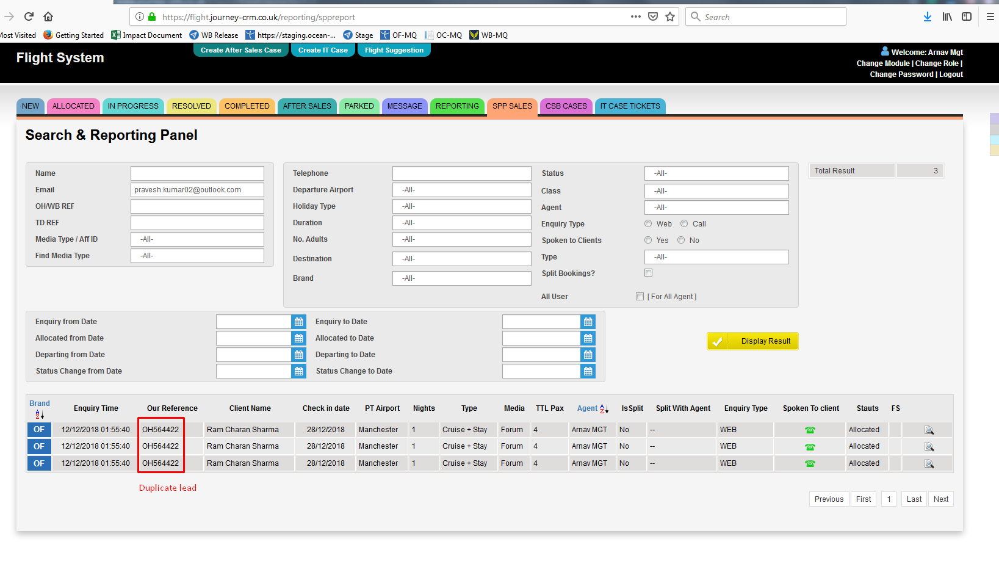 https://flight.journey-crm.co.uk/reporting/sppreport
Search
Most Visited Getting Started Impact Document WB Release https://staging.ocean-... Stage OF-MQ OC-MQ WB-MQ
Flight System
Create After Sales Case Create IT Case Flight Suggestion
Welcome: Arnav Mgt
Change Module | Change Role |
Change Password | Logout
NEW ALLOCATED IN PROGRESS RESOLVED COMPLETED AFTER SALES PARKED MESSAGE REPORTING SPP SALES CSB CASES IT CASE TICKETS
Search & Reporting Panel
Name
Email pravesh.kumar02@outlook.com
OH/WB REF
TD REF
Media Type / Aff ID -All-
Find Media Type -All-
Telephone
Departure Airport -All-
Holiday Type -All-
Duration -All-
No. Adults -All-
Destination -All-
Brand -All-
Status -All-
Class -All-
Agent -All-
Enquiry Type Web Call
Spoken to Clients Yes No
Type -All-
Split Bookings?
All User [ For All Agent ]
Total Result 3
Enquiry from Date Enquiry to Date
Allocated from Date Allocated to Date
Departing from Date Departing to Date
Status Change from Date Status Change to Date
Display Result
Brand Enquiry Time Our Reference Client Name Check in date PT Airport Nights Type Media TTL Pax Agent IsSplit Split With Agent Enquiry Type Spoken To client Stauts FS
OF 12/12/2018 01:55:40 OH564422 Ram Charan Sharma 28/12/2018 Manchester 1 Cruise + Stay Forum 4 Arnav MGT No -- WEB Allocated
OF 12/12/2018 01:55:40 OH564422 Ram Charan Sharma 28/12/2018 Manchester 1 Cruise + Stay Forum 4 Arnav MGT No -- WEB Allocated
OF 12/12/2018 01:55:40 OH564422 Ram Charan Sharma 28/12/2018 Manchester 1 Cruise + Stay Forum 4 Arnav MGT No -- WEB Allocated
Duplicate lead
Previous First 1 Last Next